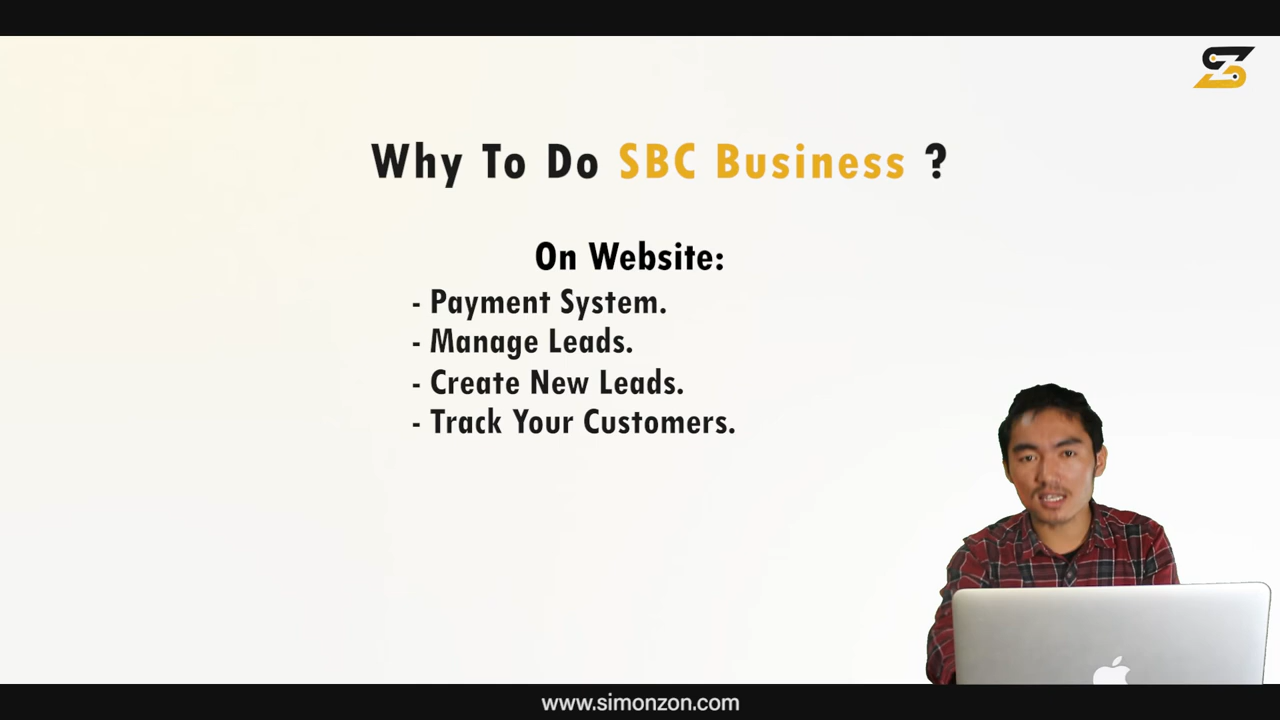 Why To Do SBC Business ?
On Website:
- Payment System.
- Manage Leads.
- Create New Leads.
- Track Your Customers.
www.simonzon.com